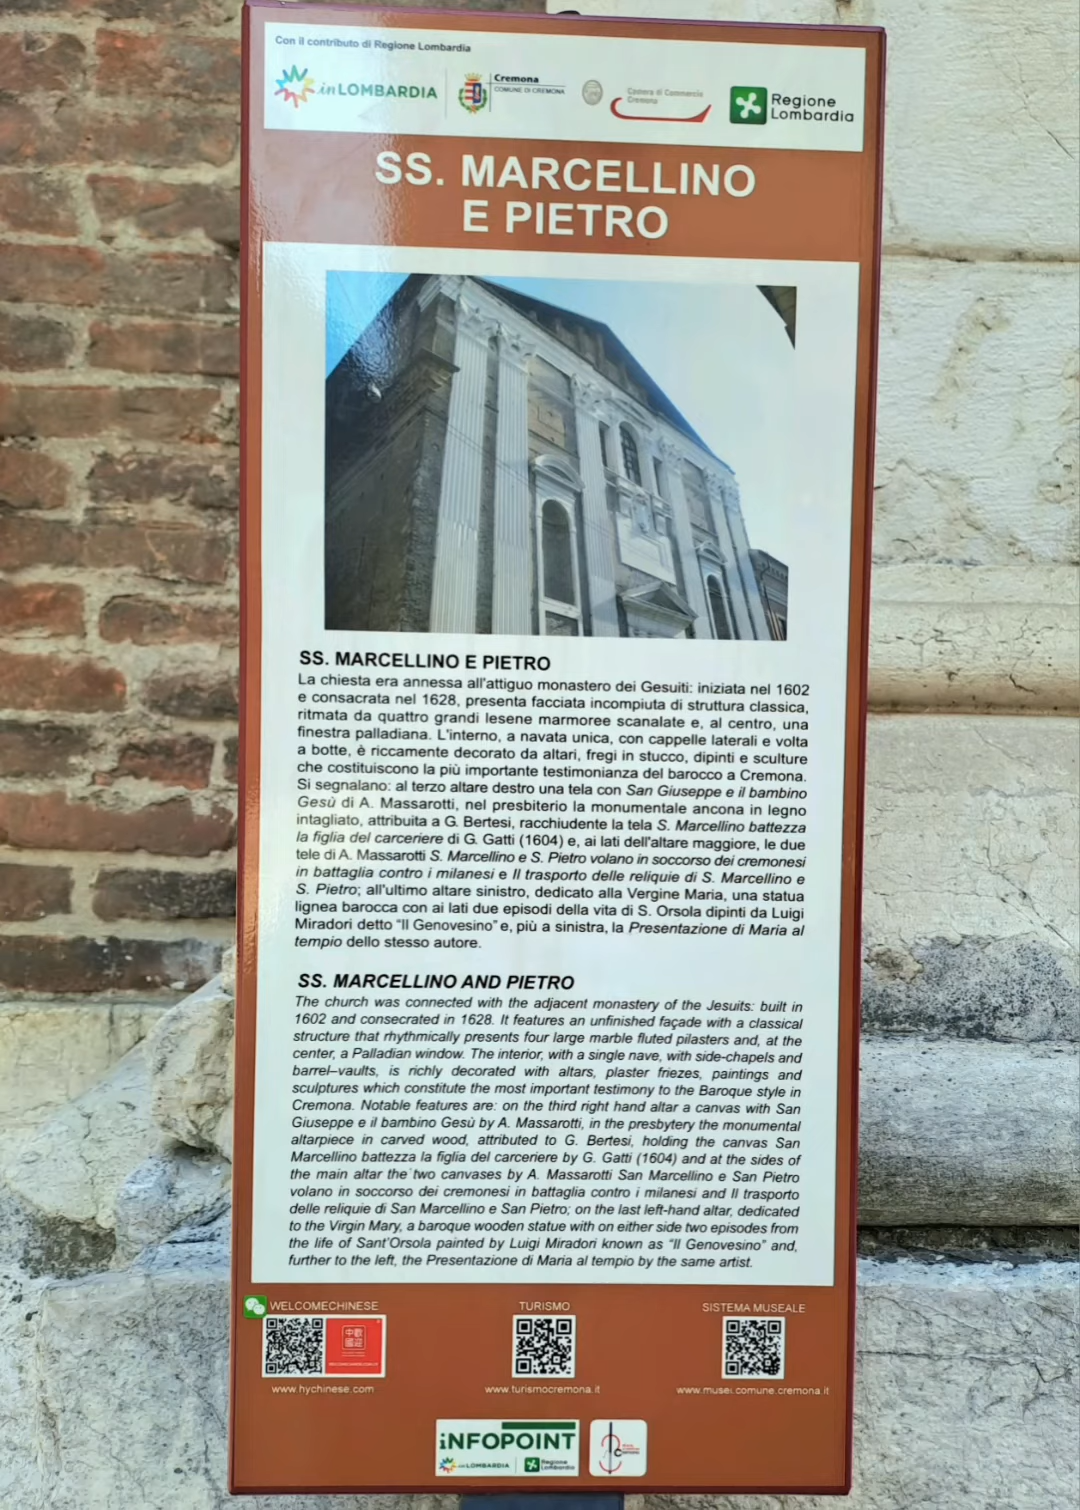 Con il contributo di Regione Lombardia
inLOMBARDIA
Cremona
COMUNE DI CREMONA
Camera di Commercio
Cremona
Regione
Lombardia
SS. MARCELLINO
E PIETRO
SS. MARCELLINO E PIETRO
La chiesta era annessa all'attiguo monastero dei Gesuiti: iniziata nel 1602
e consacrata nel 1628, presenta facciata incompiuta di struttura classica,
ritmata da quattro grandi lesene marmoree scanalate e, al centro, una
finestra palladiana. L'interno, a navata unica, con cappelle laterali e volta
a botte, è riccamente decorato da altari, fregi in stucco, dipinti e sculture
che costituiscono la più importante testimonianza del barocco a Cremona.
Si segnalano: al terzo altare destro una tela con San Giuseppe e il bambino
Gesù di A. Massarotti, nel presbiterio la monumentale ancona in legno
intagliato, attribuita a G. Bertesi, racchiudente la tela S. Marcellino battezza
la figlia del carceriere di G. Gatti (1604) e, ai lati dell'altare maggiore, le due
tele di A. Massarotti S. Marcellino e S. Pietro volano in soccorso dei cremonesi
in battaglia contro i milanesi e Il trasporto delle reliquie di S. Marcellino e
S. Pietro; all'ultimo altare sinistro, dedicato alla Vergine Maria, una statua
lignea barocca con ai lati due episodi della vita di S. Orsola dipinti da Luigi
Miradori detto "Il Genovesino" e, più a sinistra, la Presentazione di Maria al
tempio dello stesso autore.
SS. MARCELLINO AND PIETRO
The church was connected with the adjacent monastery of the Jesuits: built in
1602 and consecrated in 1628. It features an unfinished façade with a classical
structure that rhythmically presents four large marble fluted pilasters and, at the
center, a Palladian window. The interior, with a single nave, with side-chapels and
barrel–vaults, is richly decorated with altars, plaster friezes, paintings and
sculptures which constitute the most important testimony to the Baroque style in
Cremona. Notable features are: on the third right hand altar a canvas with San
Giuseppe e il bambino Gesù by A. Massarotti, in the presbytery the monumental
altarpiece in carved wood, attributed to G. Bertesi, holding the canvas San
Marcellino battezza la figlia del carceriere by G. Gatti (1604) and at the sides of
the main altar the two canvases by A. Massarotti San Marcellino e San Pietro
volano in soccorso dei cremonesi in battaglia contro i milanesi and Il trasporto
delle reliquie di San Marcellino e San Pietro; on the last left-hand altar, dedicated
to the Virgin Mary, a baroque wooden statue with on either side two episodes from
the life of Sant'Orsola painted by Luigi Miradori known as "Il Genovesino" and,
further to the left, the Presentazione di Maria al tempio by the same artist.
WELCOMECHINESE
TURISMO
SISTEMA MUSEALE
www.hychinese.com
www.turismocremona.it
www.musei.comune.cremona.it
iNFOPOINT
inLOMBARDIA
Regione
Lombardia